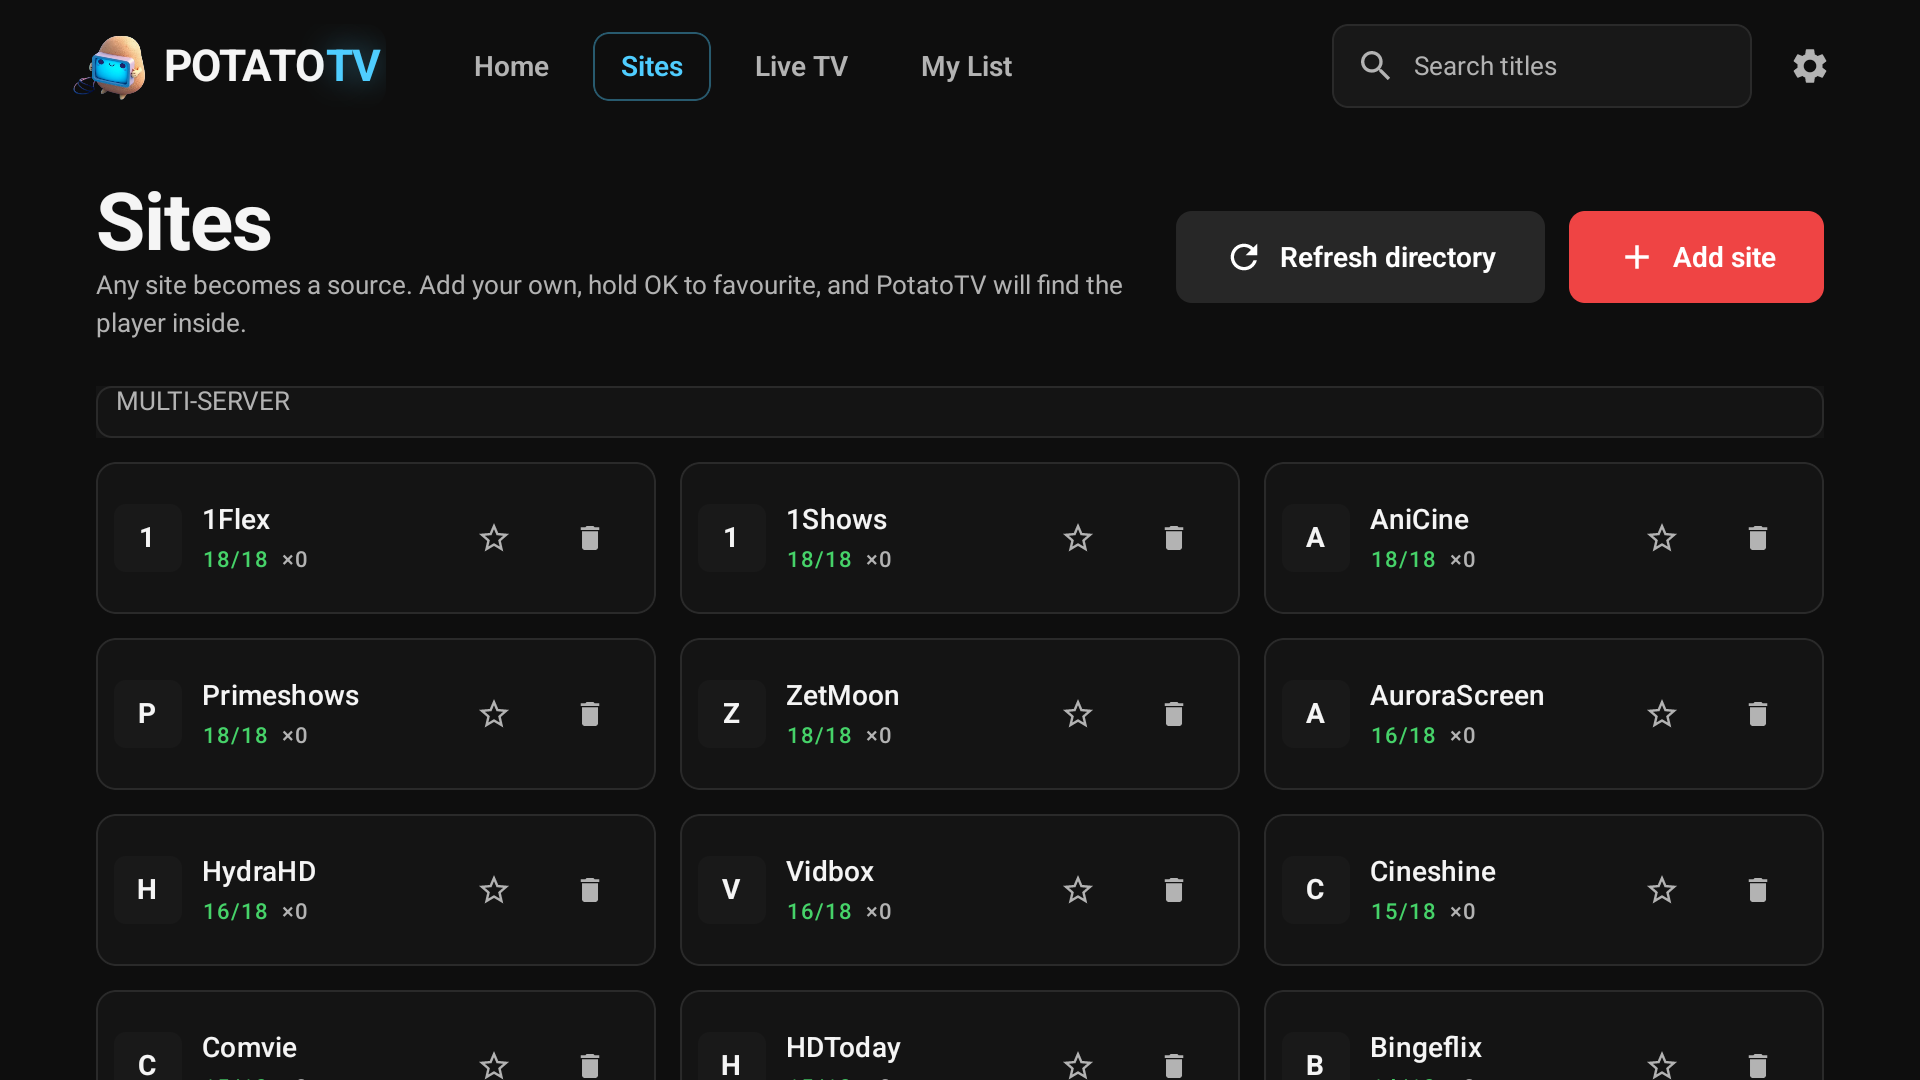 POTATOTV
Home
Sites
Live TV
My List
Search titles
Sites
Any site becomes a source. Add your own, hold OK to favourite, and PotatoTV will find the
player inside.
Refresh directory
Add site
MULTI-SERVER
1
1Flex
18/18 ×0
1
1Shows
18/18 ×0
A
AniCine
18/18 ×0
P
Primeshows
18/18 ×0
Z
ZetMoon
18/18 ×0
A
AuroraScreen
16/18 ×0
H
HydraHD
16/18 ×0
V
Vidbox
16/18 ×0
C
Cineshine
15/18 ×0
C
Comvie
H
HDToday
B
Bingeflix